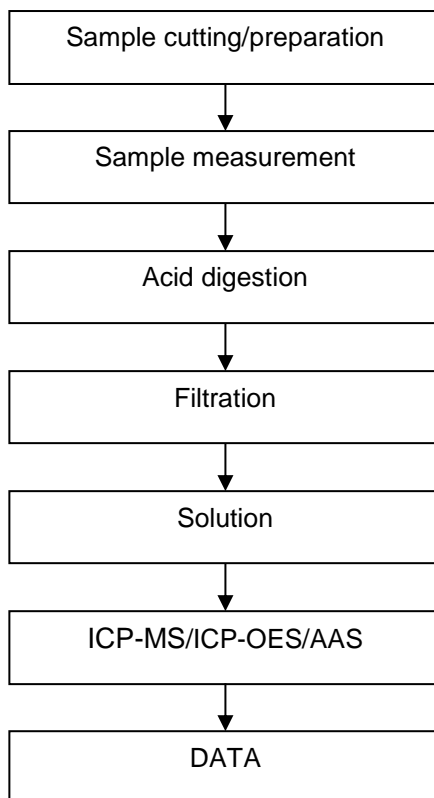 Sample cutting/preparation
Sample measurement
Acid digestion
Filtration
Solution
ICP-MS/ICP-OES/AAS
DATA